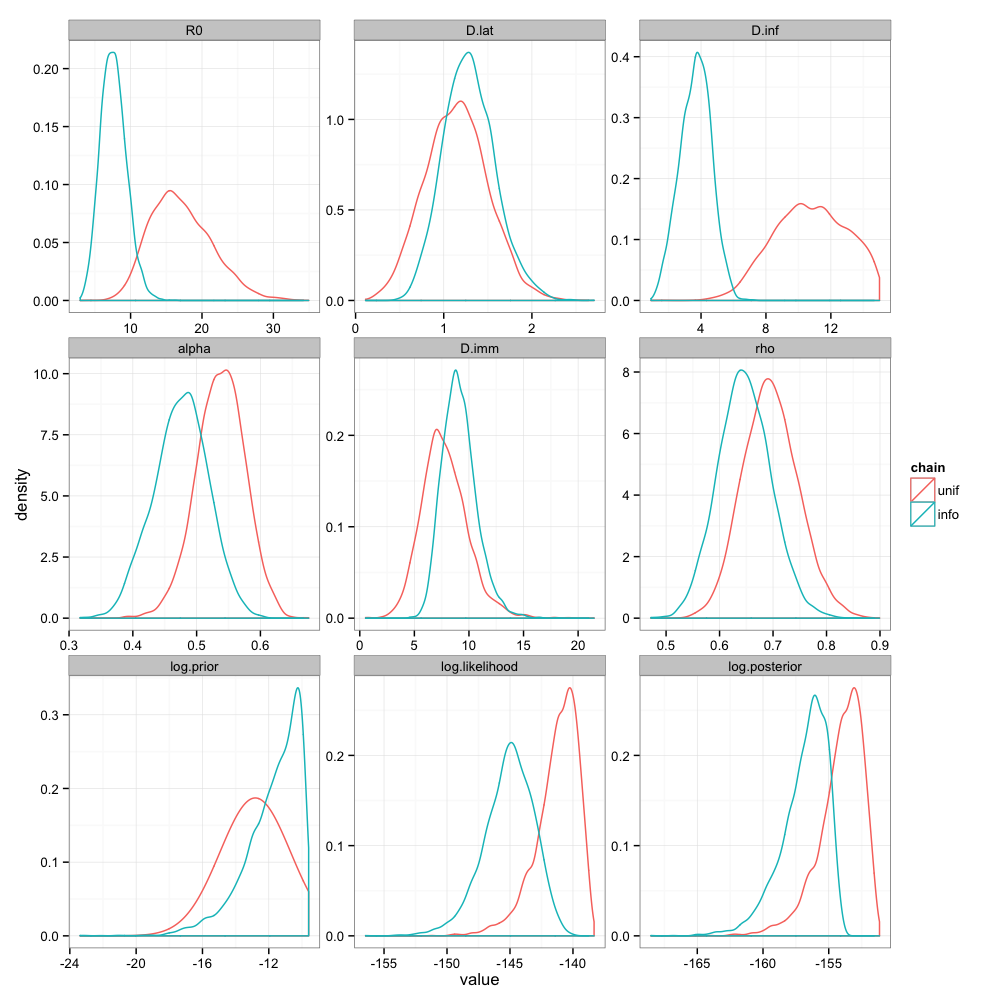 R0 D.lat D.inf
0.20 0.15 0.10 0.05 0.00
1.0 0.5 0.0
0.4 0.3 0.2 0.1 0.0
10 20 30
0 1 2
4 8 12
alpha D.imm rho
10.0 7.5 5.0 2.5 0.0
0.2 0.1 0.0
8 6 4 2 0
0.3 0.4 0.5 0.6
0 5 10 15 20
0.5 0.6 0.7 0.8 0.9
log.prior log.likelihood log.posterior
0.3 0.2 0.1 0.0
0.2 0.1 0.0
0.2 0.1 0.0
-24 -20 -16 -12
-155 -150 -145 -140
-165 -160 -155
density
value
chain
unif
info